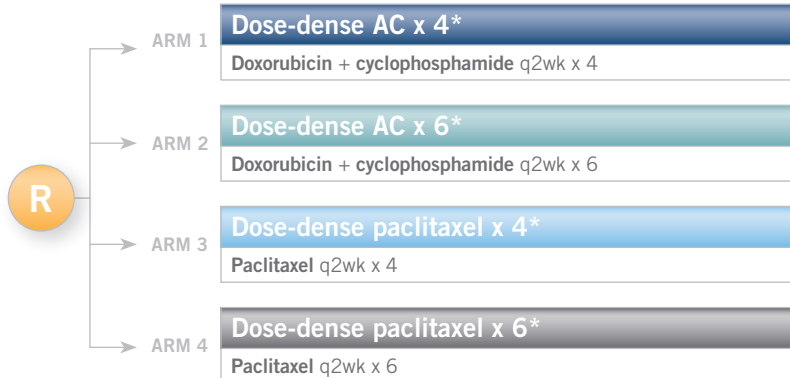 ARM 1
Dose-dense AC x 4*
Doxorubicin + cyclophosphamide q2wk x 4
ARM 2
Dose-dense AC x 6*
Doxorubicin + cyclophosphamide q2wk x 6
R
ARM 3
Dose-dense paclitaxel x 4*
Paclitaxel q2wk x 4
ARM 4
Dose-dense paclitaxel x 6*
Paclitaxel q2wk x 6